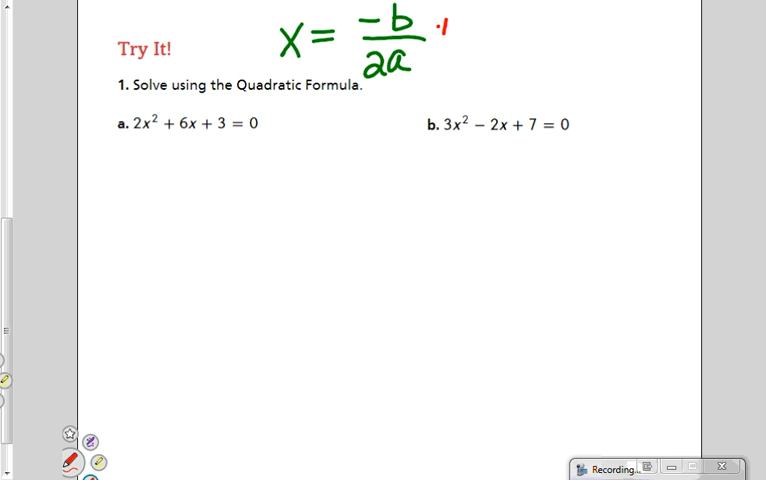 x = -b / 2a
Try It!
1. Solve using the Quadratic Formula.
a. 2x² + 6x + 3 = 0
b. 3x² − 2x + 7 = 0
Recording...